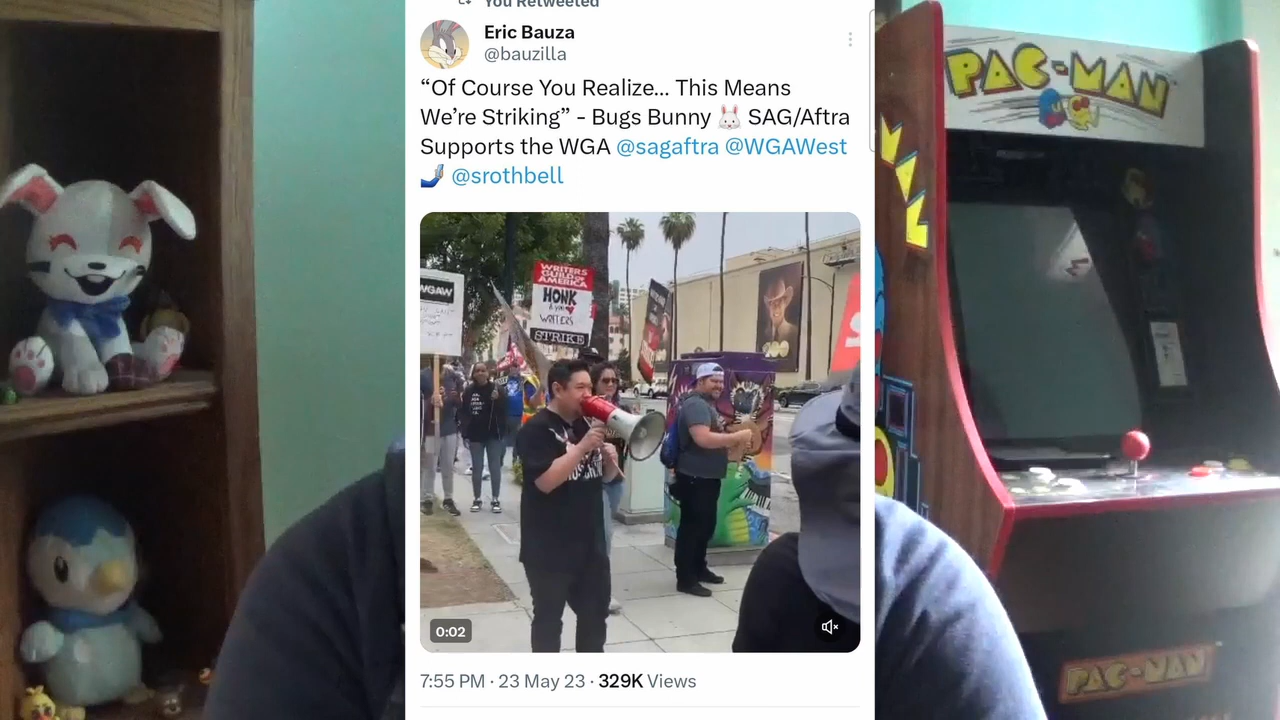 You Retweeted
Eric Bauza
@bauzilla
“Of Course You Realize... This Means
We’re Striking” - Bugs Bunny 🐰 SAG/Aftra
Supports the WGA @sagaftra @WGAWest
🤳 @srothbell
WGAW
WRITERS
GUILD OF
AMERICA
HONK
WRITERS
STRIKE
0:02
7:55 PM · 23 May 23 · 329K Views
PAC-MAN
PAC-MAN